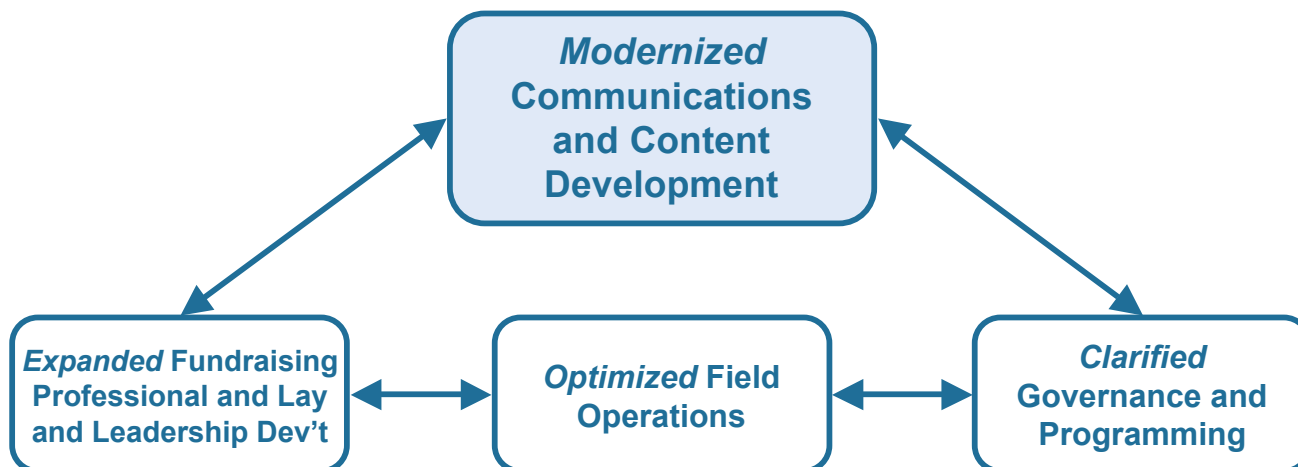 Modernized
Communications
and Content
Development
Expanded Fundraising
Professional and Lay
and Leadership Dev't
Optimized Field
Operations
Clarified
Governance and
Programming